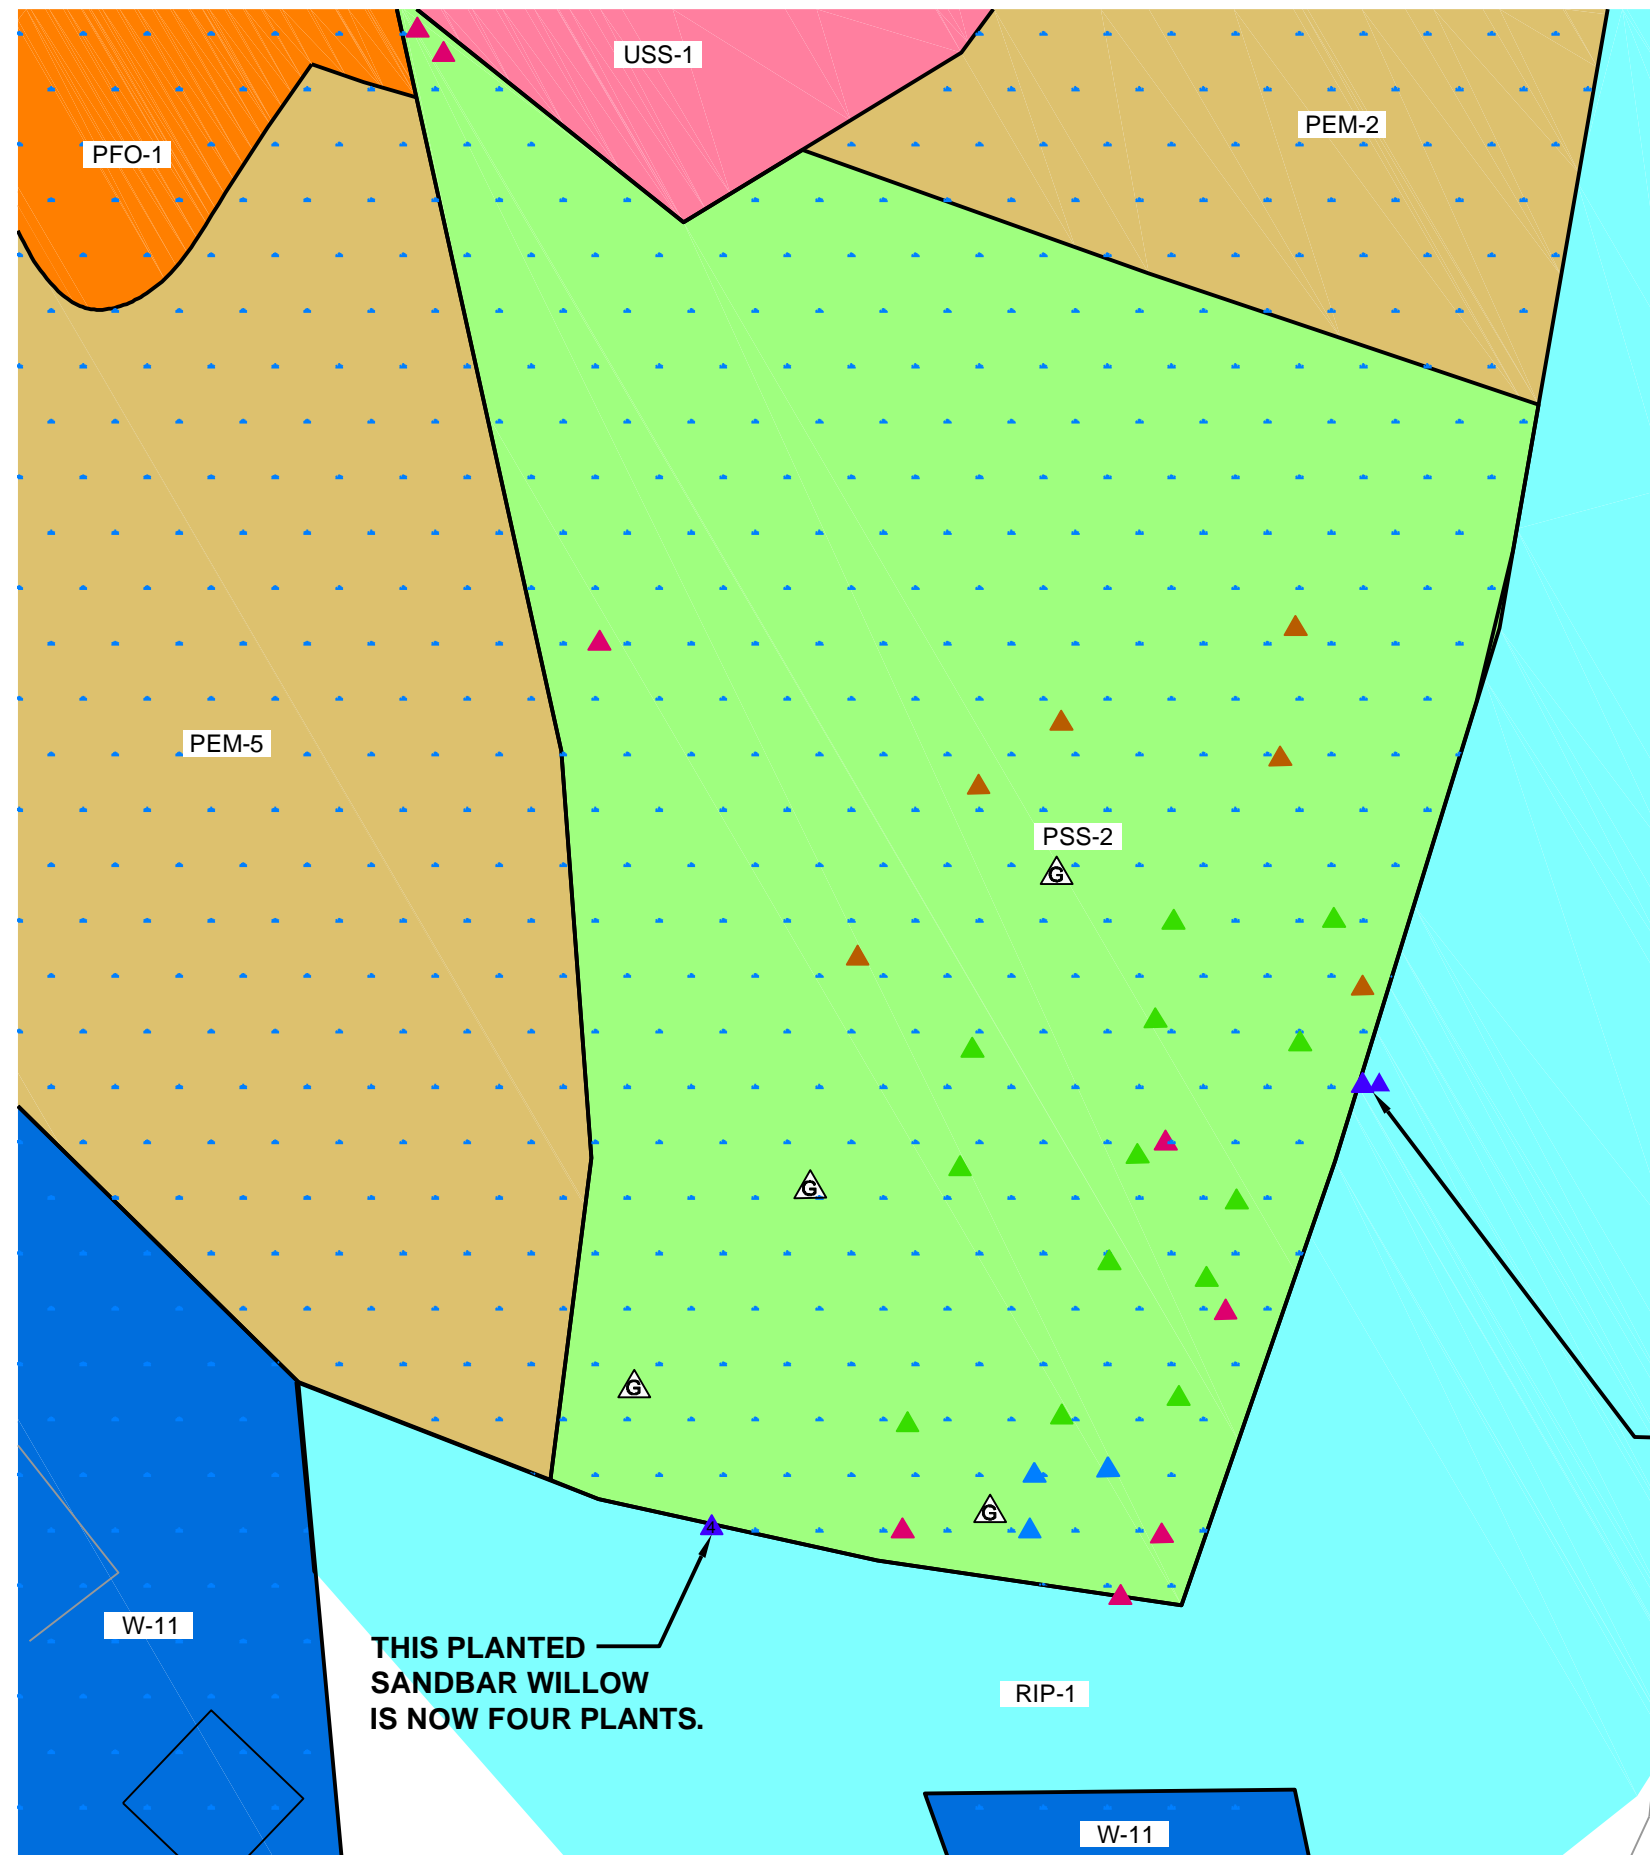 USS-1
PEM-2
PFO-1
PEM-5
PSS-2
G
G
G
G
4
THIS PLANTED
SANDBAR WILLOW
IS NOW FOUR PLANTS.
W-11
RIP-1
W-11